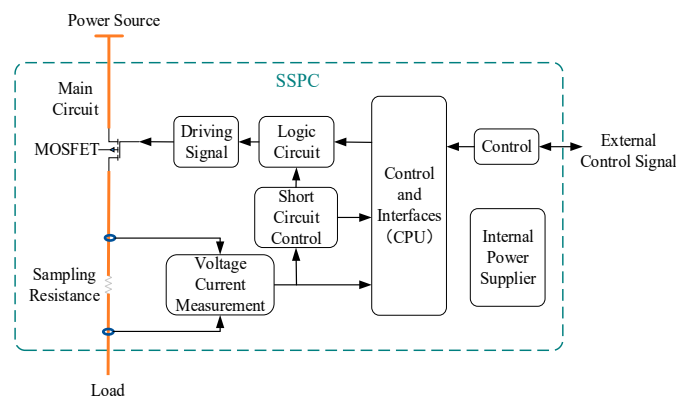 Power Source
SSPC
Main
Circuit
MOSFET
Driving
Signal
Logic
Circuit
Control
and
Interfaces
（CPU）
Control
External
Control Signal
Short
Circuit
Control
Internal
Power
Supplier
Sampling
Resistance
Voltage
Current
Measurement
Load